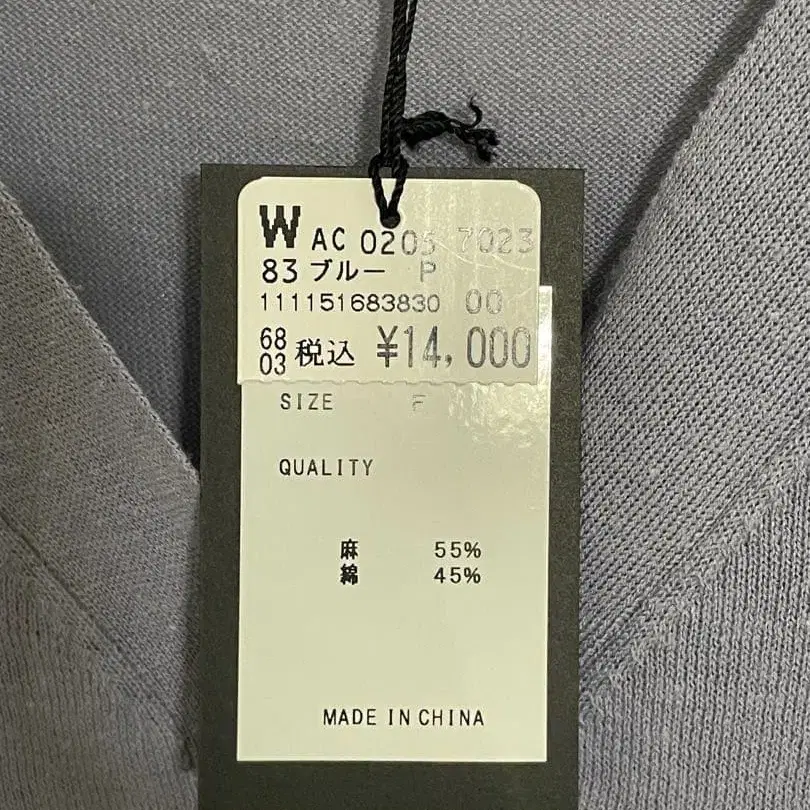 W AC 0205 7023
83 ブルー P
111151683830 00
68
03 税込 ¥14,000
SIZE F
QUALITY
麻 55%
綿 45%
MADE IN CHINA